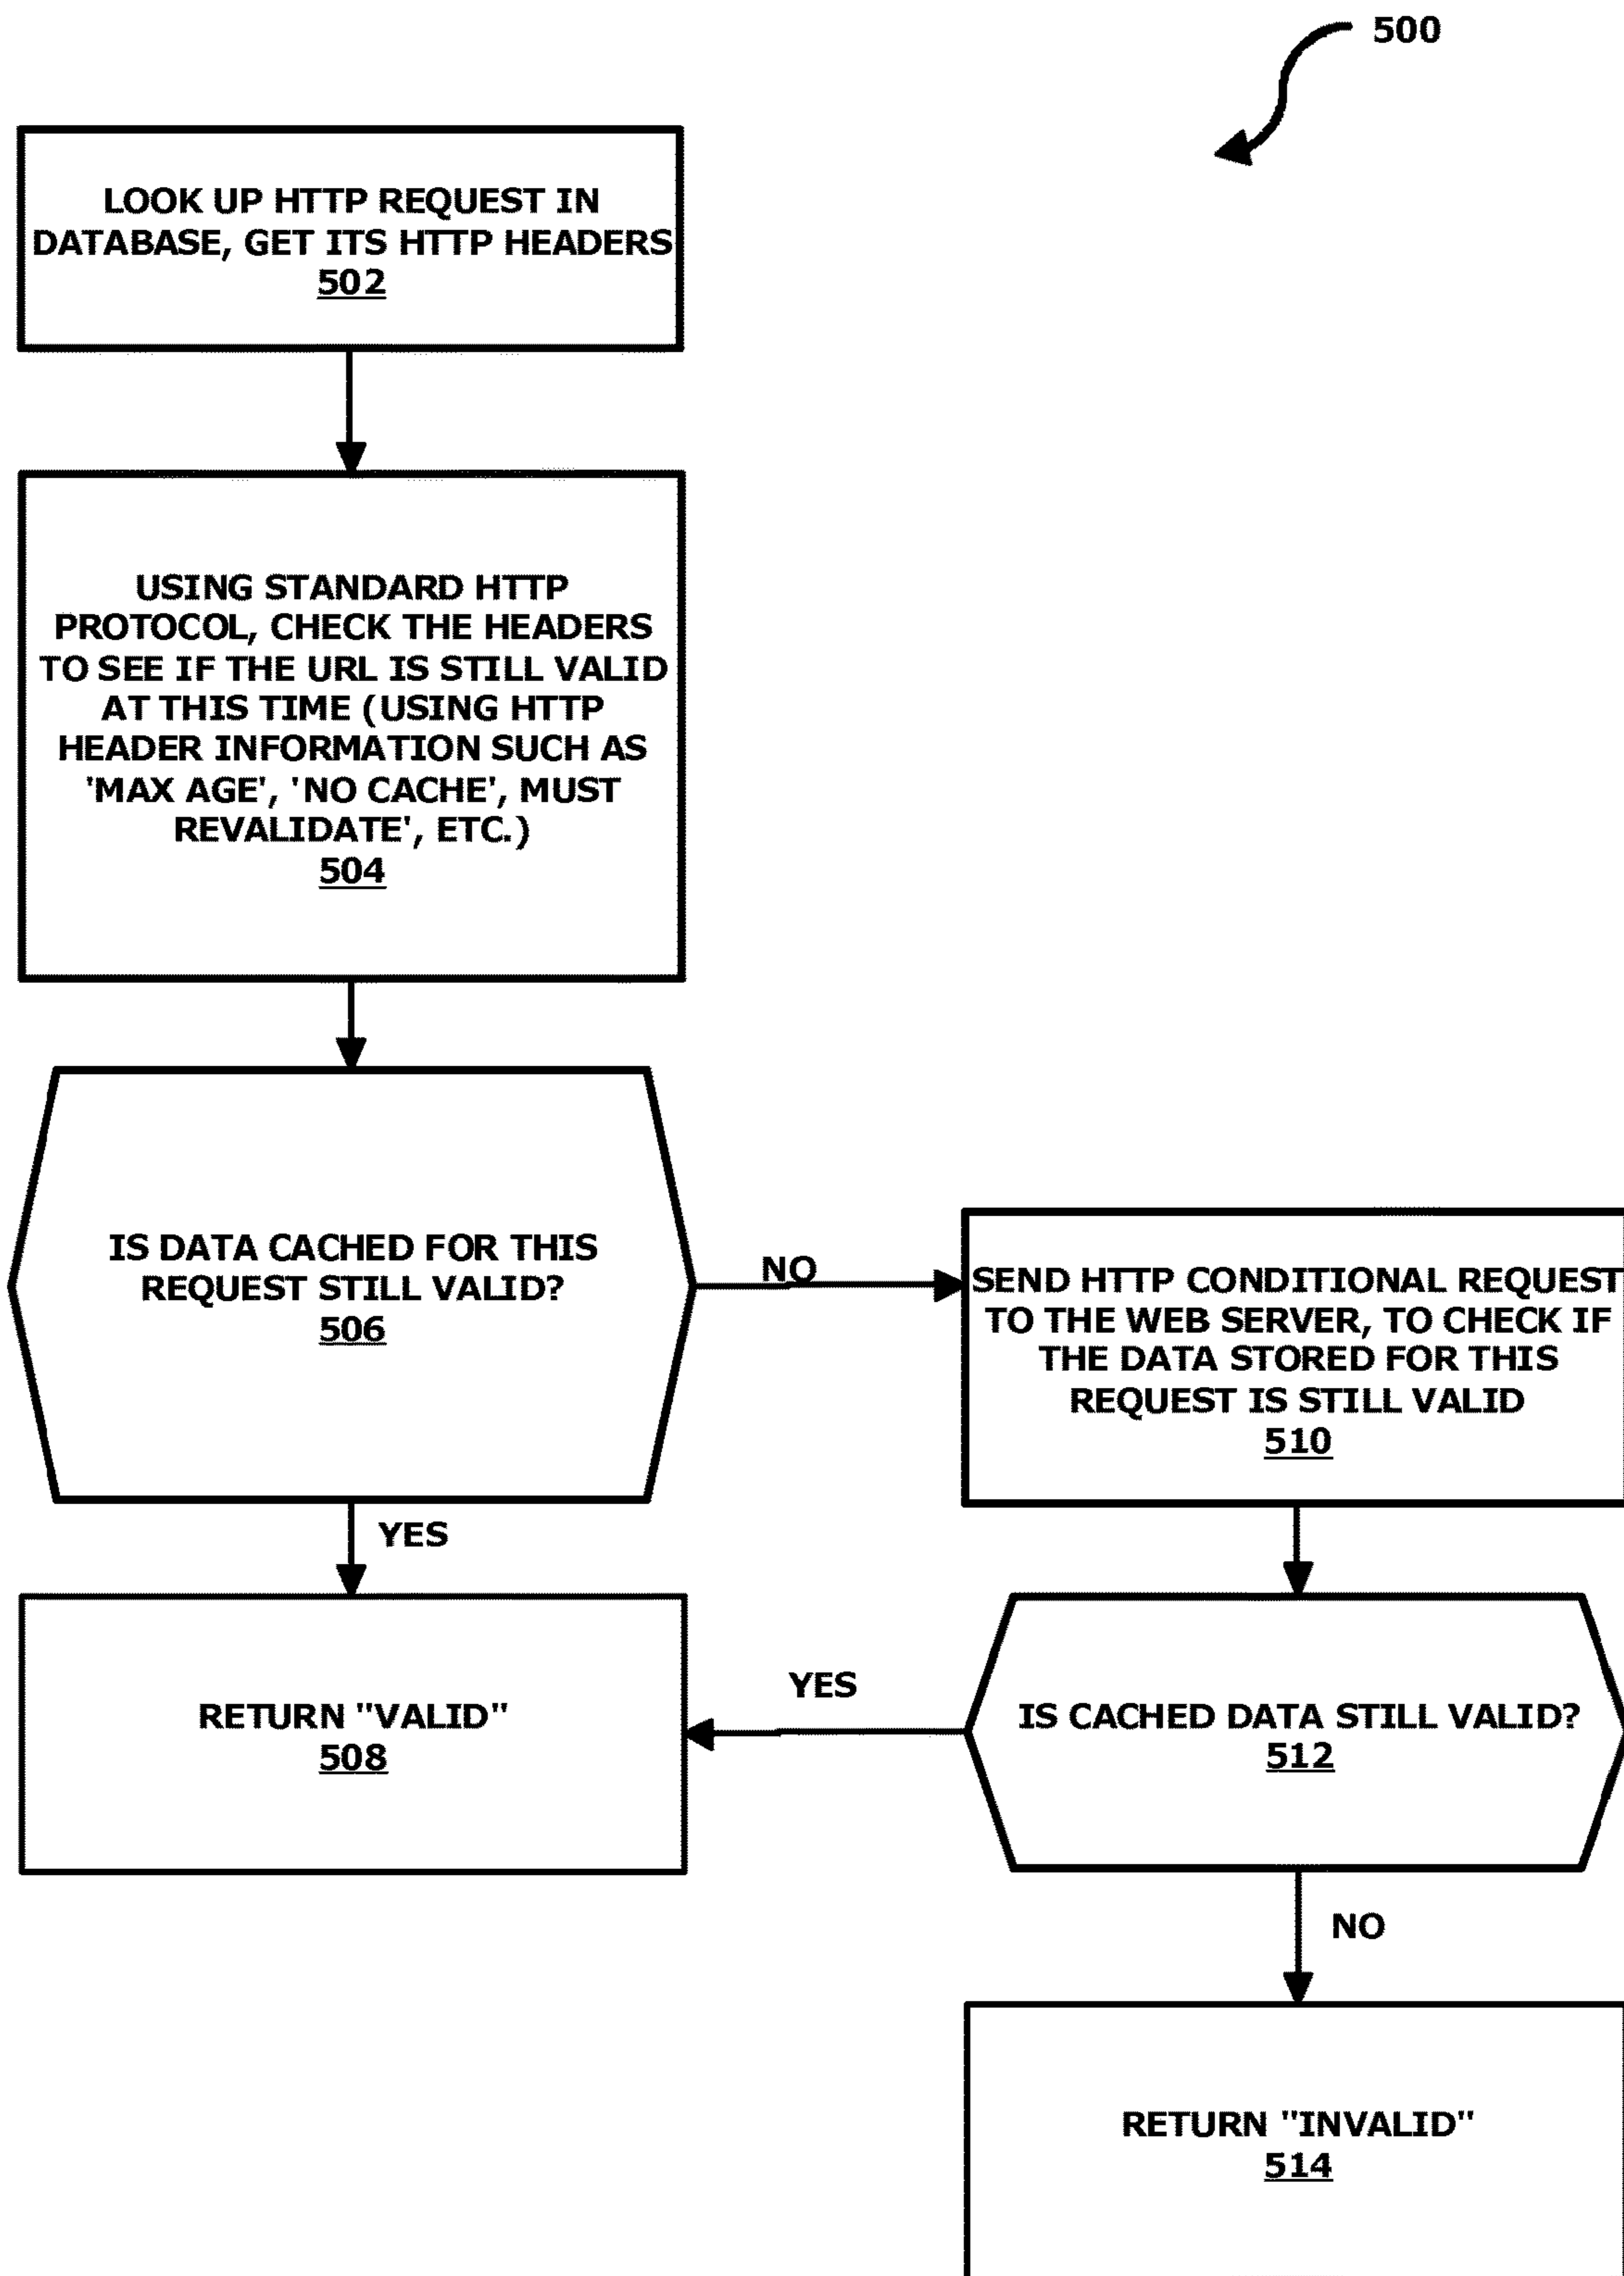 500
LOOK UP HTTP REQUEST IN
DATABASE, GET ITS HTTP HEADERS
502
USING STANDARD HTTP
PROTOCOL, CHECK THE HEADERS
TO SEE IF THE URL IS STILL VALID
AT THIS TIME (USING HTTP
HEADER INFORMATION SUCH AS
'MAX AGE', 'NO CACHE', MUST
REVALIDATE', ETC.)
504
IS DATA CACHED FOR THIS
REQUEST STILL VALID?
506
NO
SEND HTTP CONDITIONAL REQUEST
TO THE WEB SERVER, TO CHECK IF
THE DATA STORED FOR THIS
REQUEST IS STILL VALID
510
YES
RETURN "VALID"
508
YES
IS CACHED DATA STILL VALID?
512
NO
RETURN "INVALID"
514